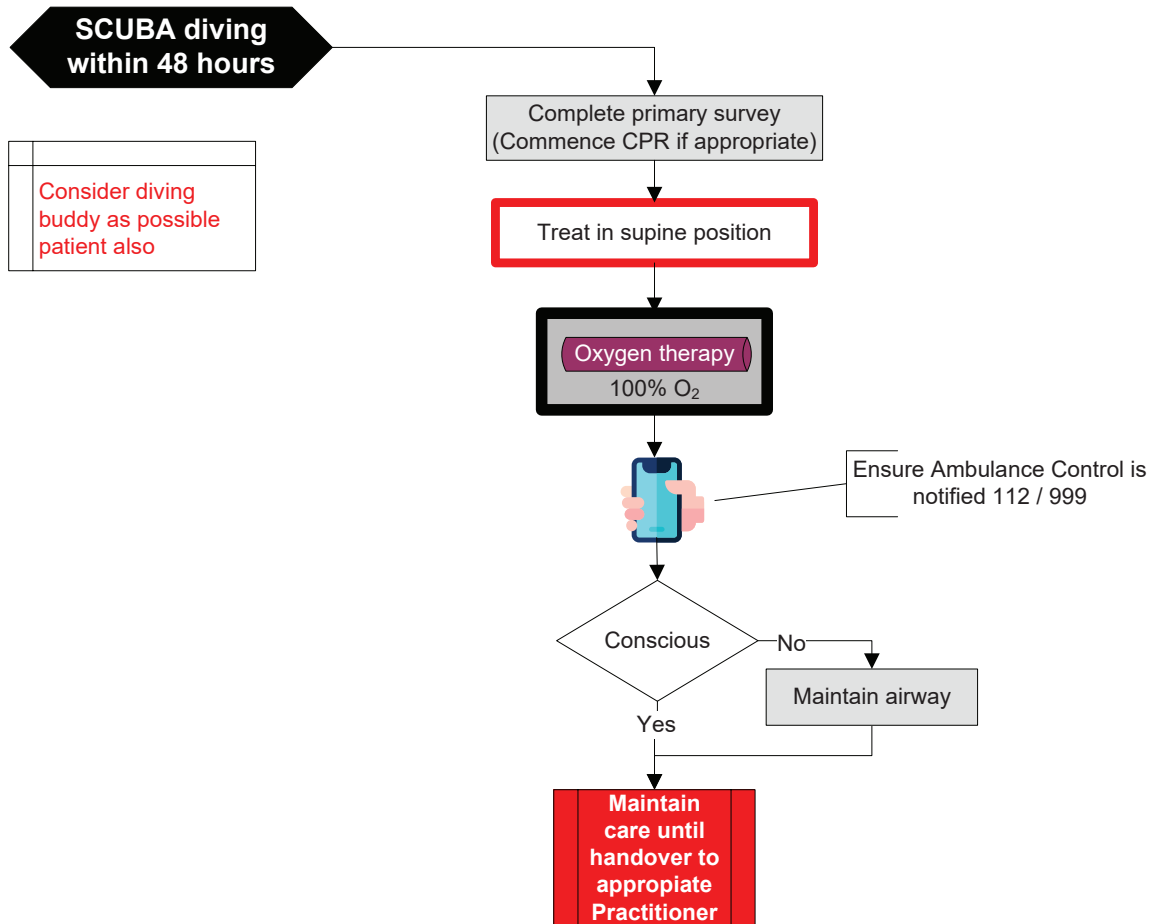 SCUBA diving
within 48 hours
Complete primary survey
(Commence CPR if appropriate)
Consider diving
buddy as possible
patient also
Treat in supine position
Oxygen therapy
100% O₂
Ensure Ambulance Control is
notified 112 / 999
Conscious
No
Maintain airway
Yes
Maintain
care until
handover to
appropiate
Practitioner